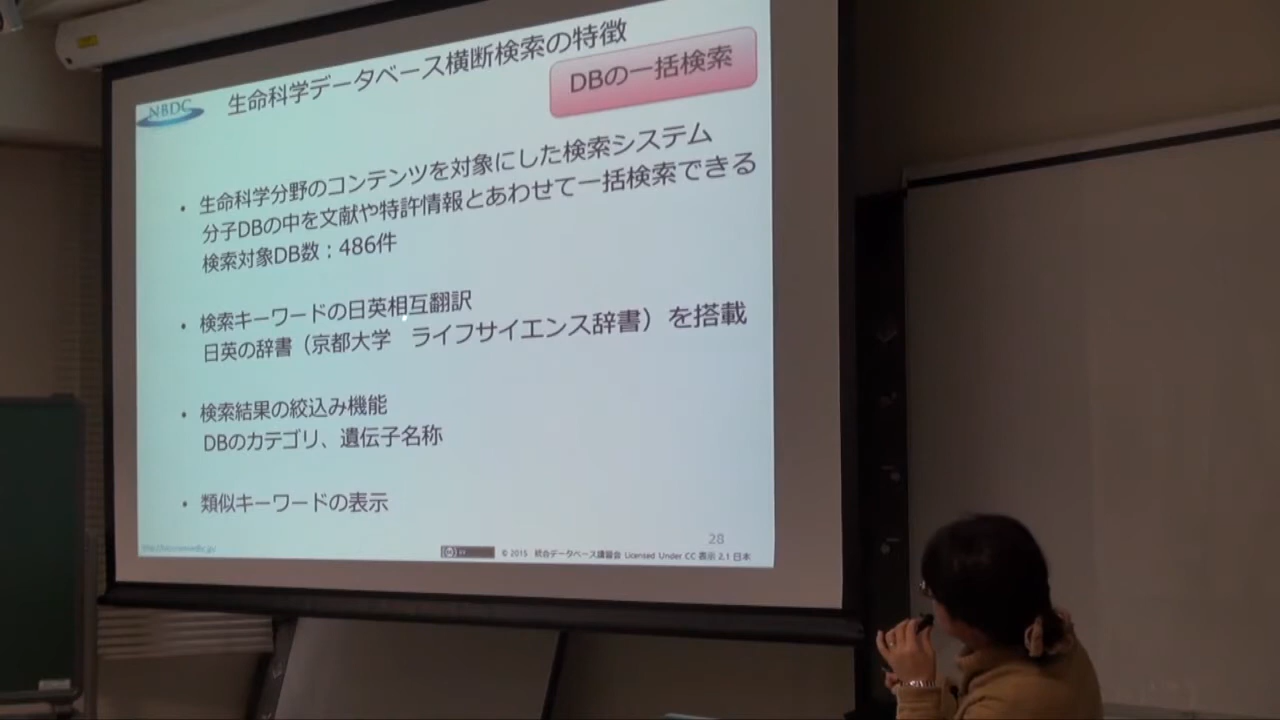 NBDC
生命科学データベース横断検索の特徴
DBの一括検索
• 生命科学分野のコンテンツを対象にした検索システム
分子DBの中を文献や特許情報とあわせて一括検索できる
検索対象DB数：486件
• 検索キーワードの日英相互翻訳
日英の辞書（京都大学　ライフサイエンス辞書）を搭載
• 検索結果の絞込み機能
DBのカテゴリ、遺伝子名称
• 類似キーワードの表示
28
© 2015 統合データベース講習会 Licensed Under CC 表示 2.1 日本